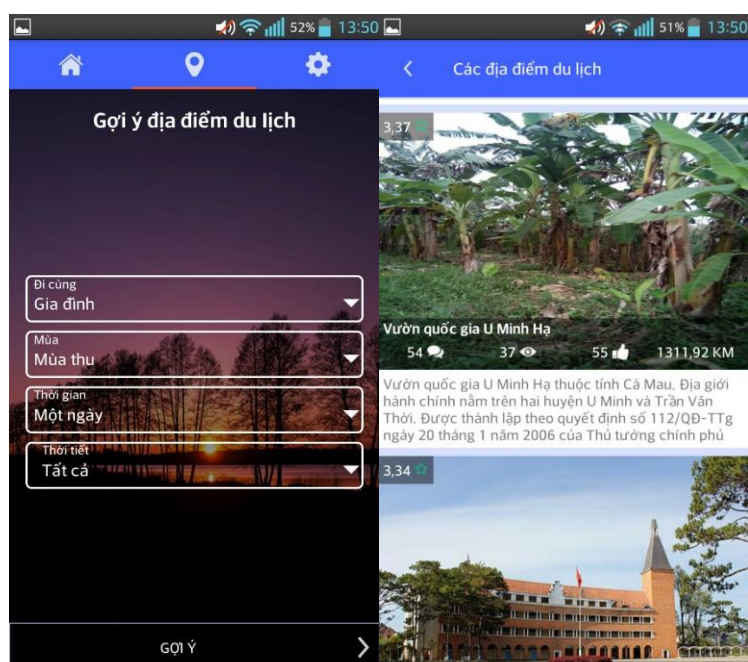 52% 13:50
Gợi ý địa điểm du lịch
Đi cùng
Gia đình
Mùa
Mùa thu
Thời gian
Một ngày
Thời tiết
Tất cả
GỢI Ý
51% 13:50
Các địa điểm du lịch
3,37
Vườn quốc gia U Minh Hạ
54 37 55 1311,92 KM
Vườn quốc gia U Minh Hạ thuộc tỉnh Cà Mau. Địa giới
hành chính nằm trên hai huyện U Minh và Trần Văn
Thời. Được thành lập theo quyết định số 112/QĐ-TTg
ngày 20 tháng 1 năm 2006 của Thủ tướng chính phủ
3,34